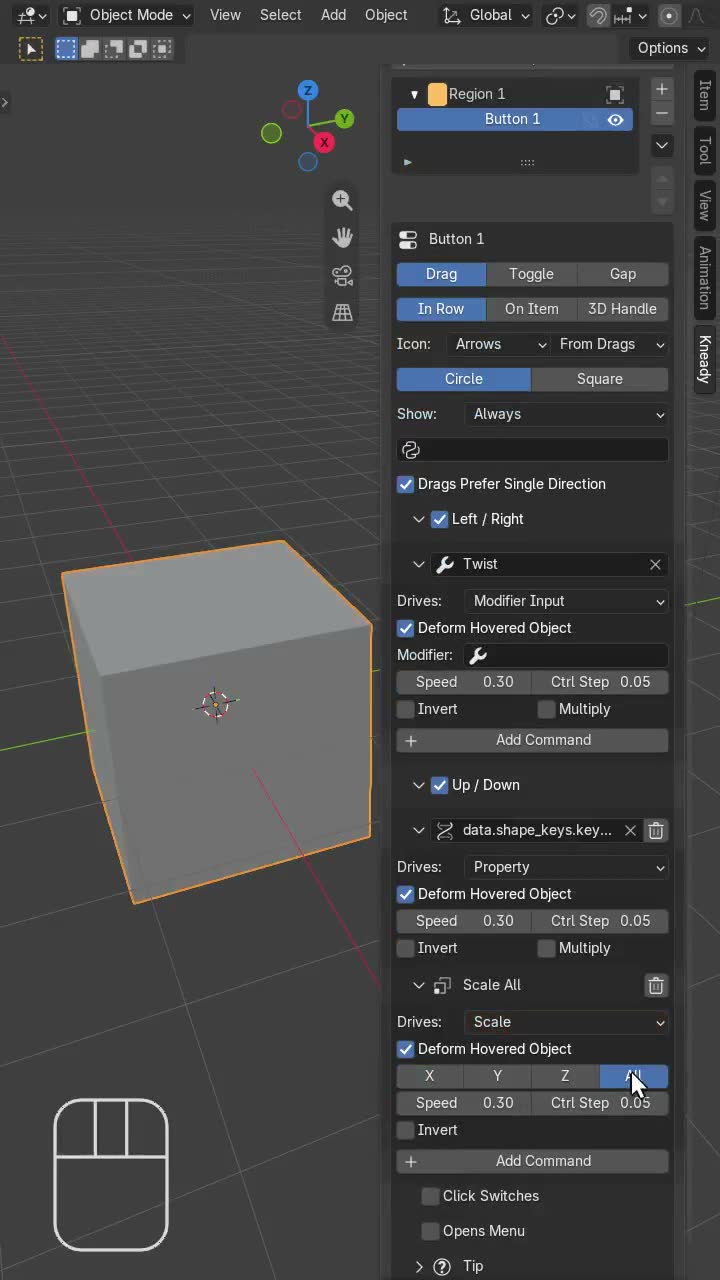 Object Mode View Select Add Object Global
Options
Z
Y
X
Region 1
Button 1
Button 1
Drag Toggle Gap
In Row On Item 3D Handle
Icon: Arrows From Drags
Circle Square
Show: Always
Drags Prefer Single Direction
Left / Right
Twist
Drives: Modifier Input
Deform Hovered Object
Modifier:
Speed 0.30 Ctrl Step 0.05
Invert Multiply
+ Add Command
Up / Down
data.shape_keys.key...
Drives: Property
Deform Hovered Object
Speed 0.30 Ctrl Step 0.05
Invert Multiply
Scale All
Drives: Scale
Deform Hovered Object
X Y Z All
Speed 0.30 Ctrl Step 0.05
Invert
+ Add Command
Click Switches
Opens Menu
Tip
Item
Tool
View
Animation
Kneady